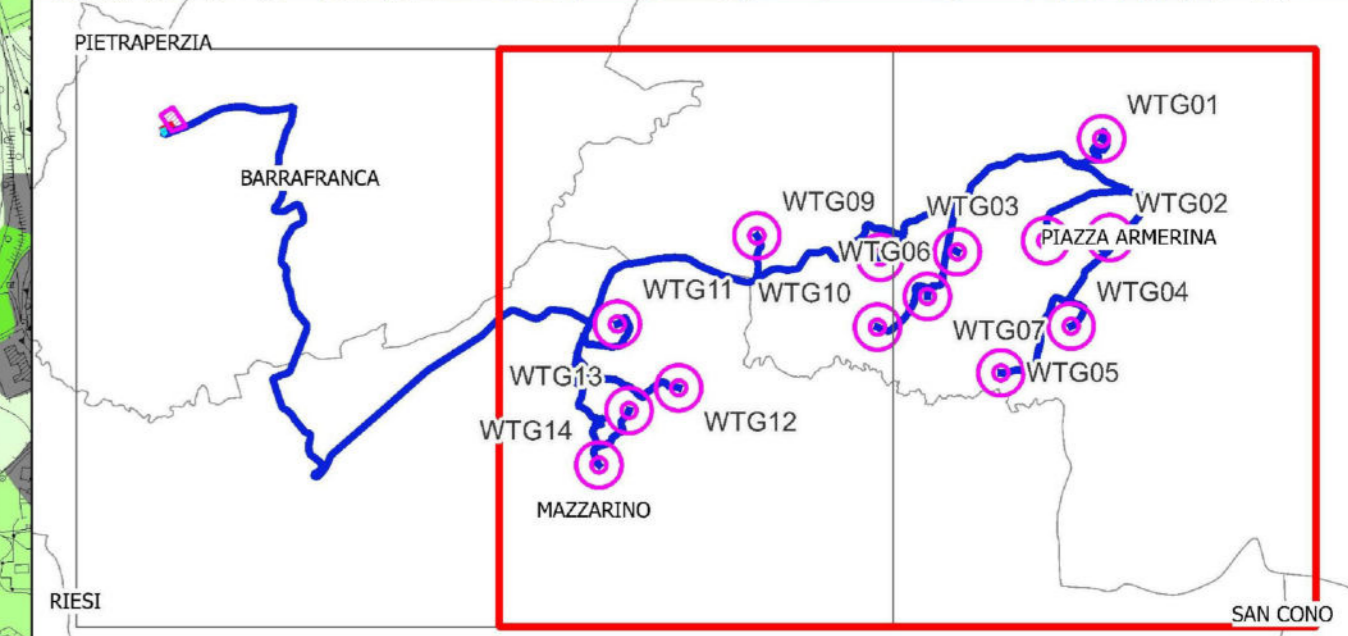 PIETRAPERZIA
WTG01
BARRAFRANCA
WTG09
WTG03
WTG02
PIAZZA ARMERINA
WTG06
WTG11
WTG10
WTG04
WTG07
WTG13
WTG05
WTG12
WTG14
MAZZARINO
RIESI
SAN CONO